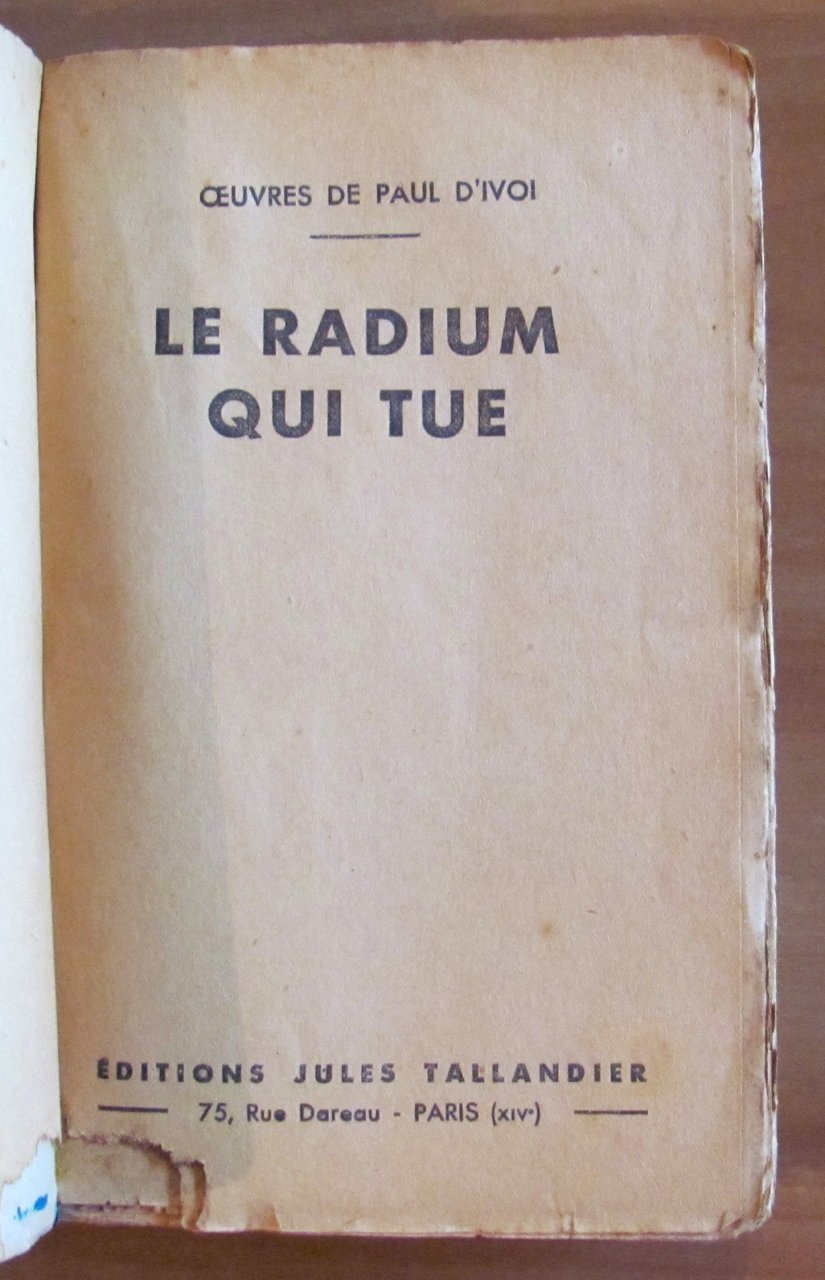 ŒUVRES DE PAUL D'IVOI
LE RADIUM
QUI TUE
ÉDITIONS JULES TALLANDIER
75, Rue Dareau - PARIS (XIVᵉ)